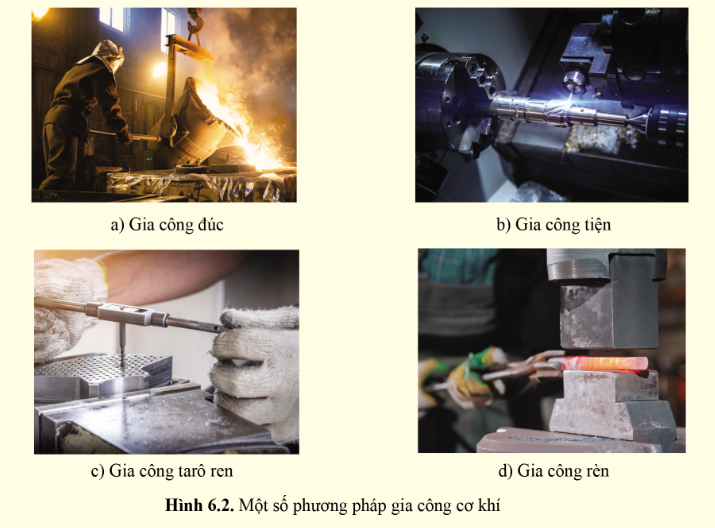 a) Gia công đúc
b) Gia công tiện
c) Gia công tarô ren
d) Gia công rèn
Hình 6.2. Một số phương pháp gia công cơ khí